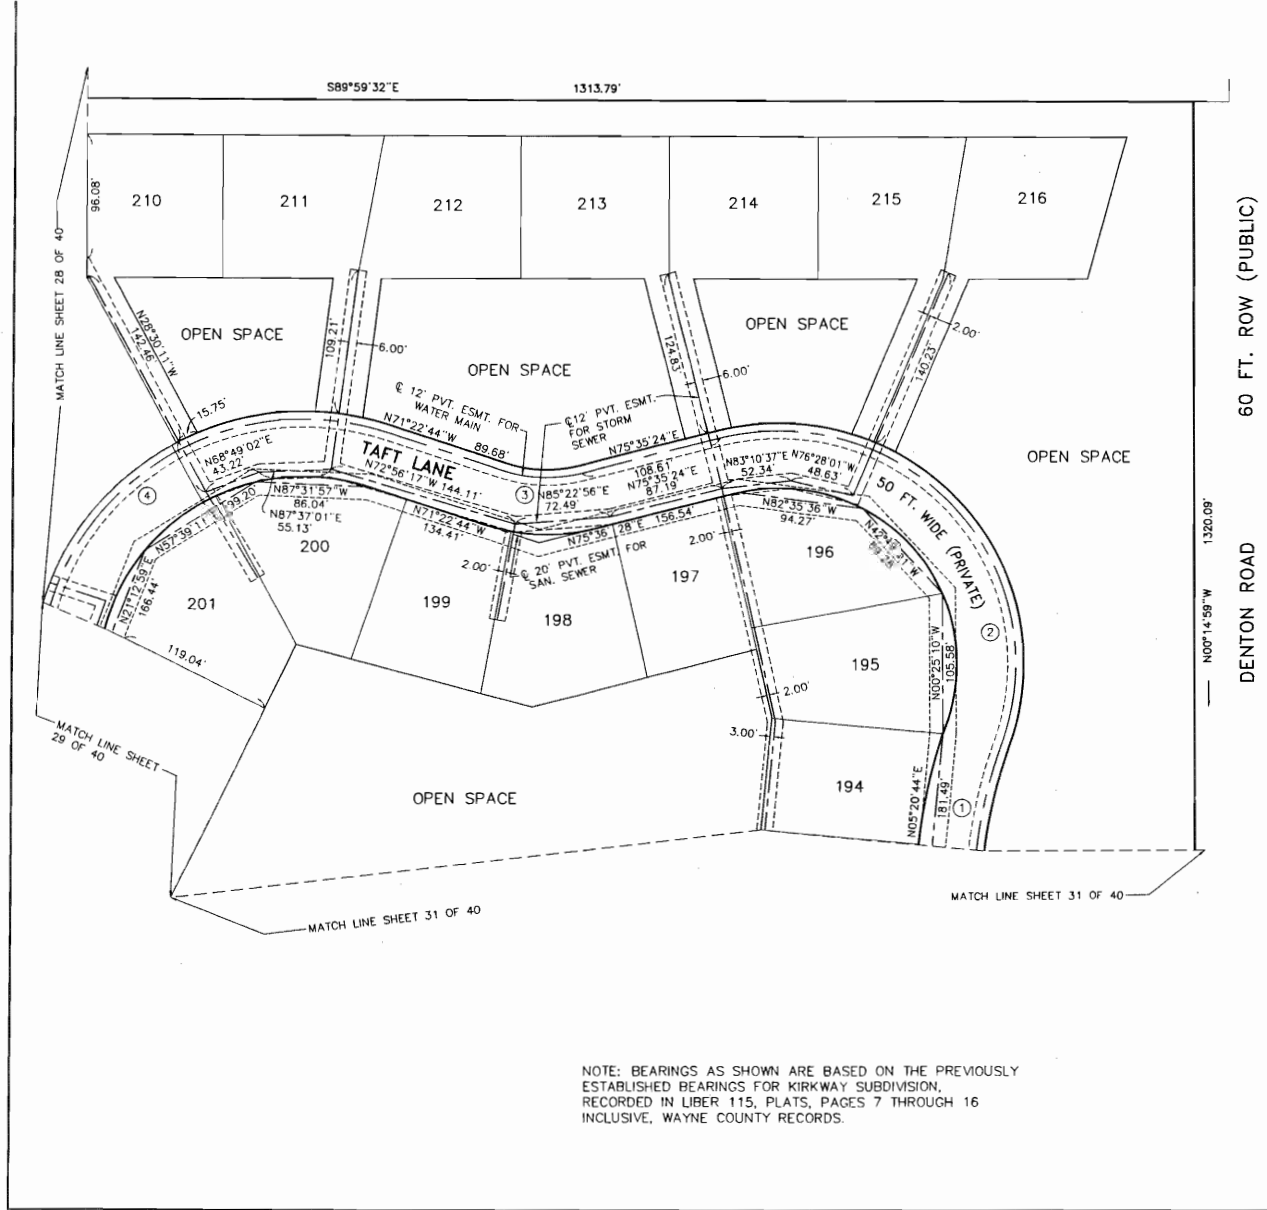 S89°59'32"E 1313.79'
96.08'
210
211
212
213
214
215
216
MATCH LINE SHEET 28 OF 40
60 FT. ROW (PUBLIC)
DENTON ROAD
N00°14'59"W 1320.09'
N28°30'11"W
142.46
OPEN SPACE
109.21'
6.00'
OPEN SPACE
124.83'
6.00'
OPEN SPACE
2.00'
140.23'
OPEN SPACE
15.75'
℄ 12' PVT. ESMT. FOR
WATER MAIN
N71°22'44"W 89.68'
℄12' PVT. ESMT.
FOR STORM
SEWER
N75°35'24"E
108.61'
N75°35'24"E
87.19'
N68°49'02"E
43.22'
TAFT LANE
N72°56'17"W 144.11'
N85°22'56"E
72.49'
N83°10'37"E
52.34'
N76°28'01"W
48.63'
50 FT. WIDE (PRIVATE)
4
3
2
1
99.20'
N87°31'57"W
86.04'
N87°37'01"E
55.13'
N71°22'44"W
134.41'
N75°36'28"E 156.54'
2.00'
℄ 20' PVT. ESMT. FOR
SAN. SEWER
2.00'
N82°35'36"W
94.27'
N21°12'59"E
166.44'
201
200
199
198
197
196
195
194
119.04'
N00°25'10"W
105.58'
2.00'
3.00'
N05°20'44"E
181.49'
MATCH LINE SHEET
29 OF 40
OPEN SPACE
MATCH LINE SHEET 31 OF 40
MATCH LINE SHEET 31 OF 40
NOTE: BEARINGS AS SHOWN ARE BASED ON THE PREVIOUSLY
ESTABLISHED BEARINGS FOR KIRKWAY SUBDIVISION,
RECORDED IN LIBER 115, PLATS, PAGES 7 THROUGH 16
INCLUSIVE, WAYNE COUNTY RECORDS.